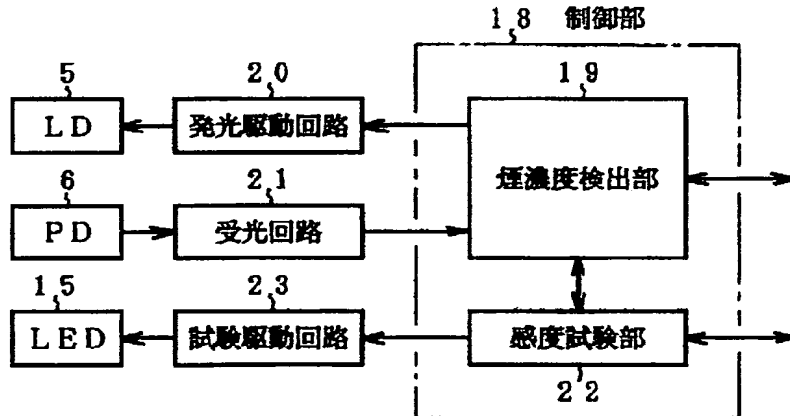 18 制御部
5
20
19
LD
発光駆動回路
煙濃度検出部
6
21
PD
受光回路
15
23
LED
試験駆動回路
感度試験部
22